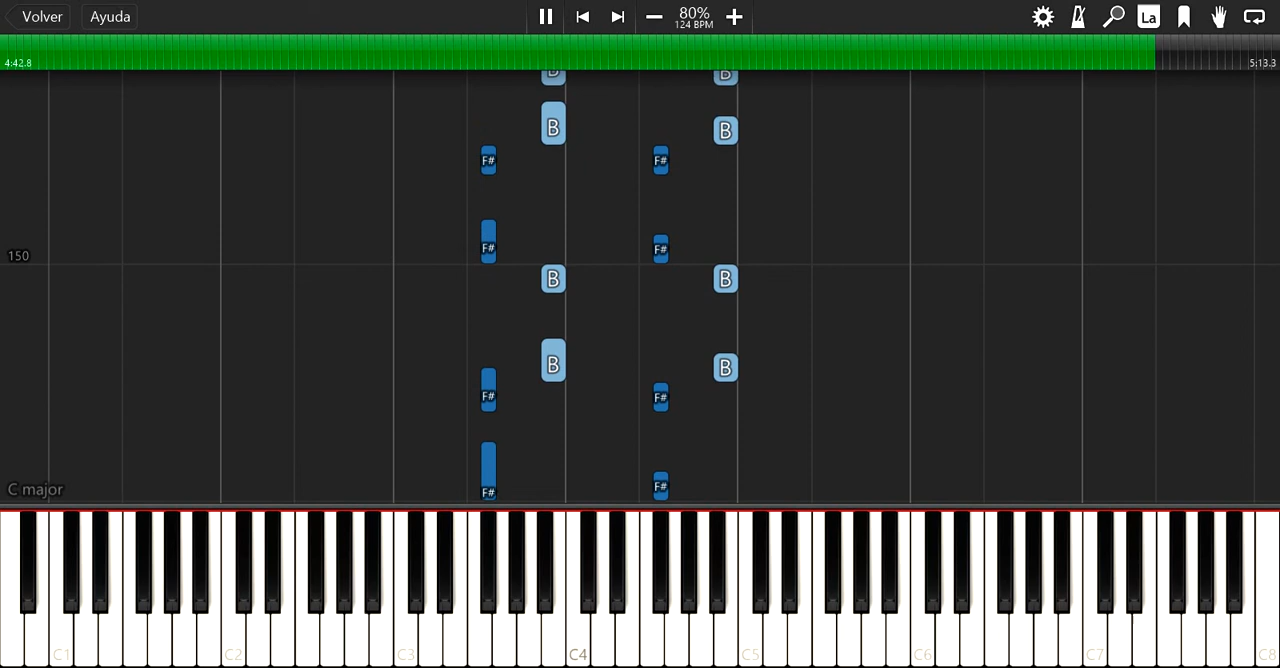 Volver Ayuda 80% La
124 BPM
4:42.8 5:13.3
B B
B B
F# F#
F# F#
150
B B
B B
F# F#
F# F#
C major
C1 C2 C3 C4 C5 C6 C7 C8